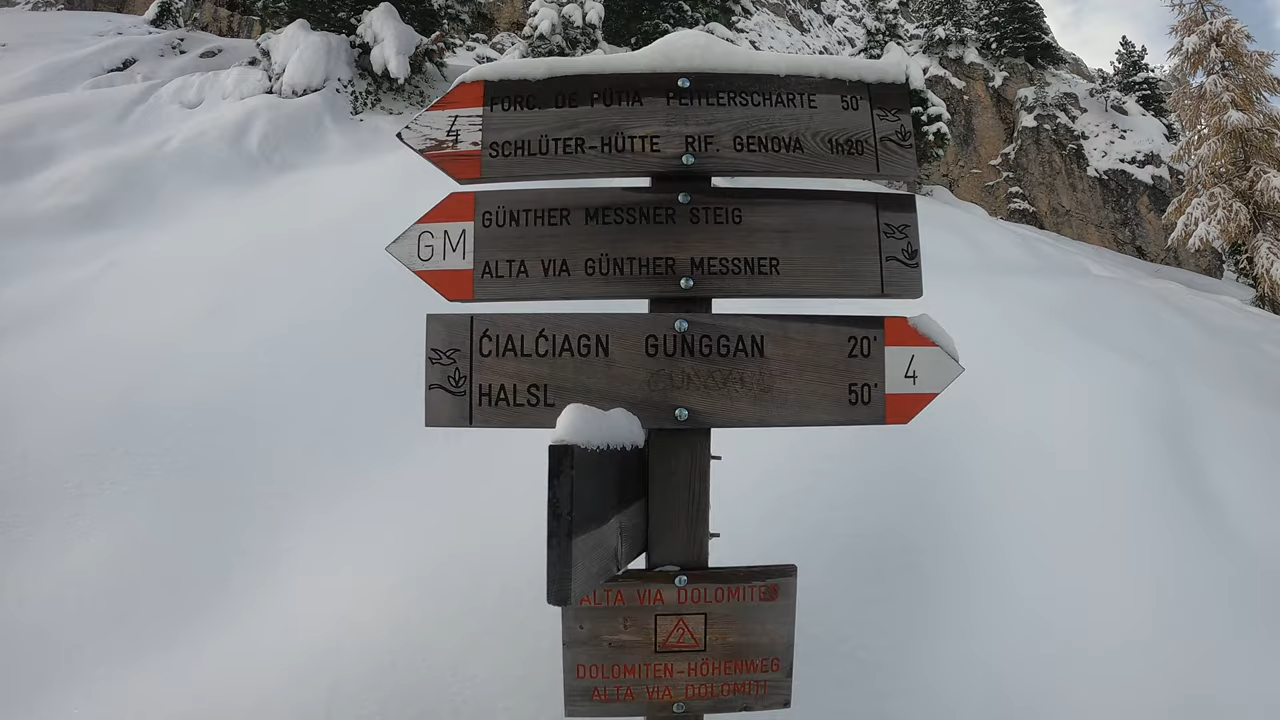 FORC. DE PÜTIA PEITLERSCHARTE 50'
4
SCHLÜTER-HÜTTE RIF. GENOVA 1h20'
GÜNTHER MESSNER STEIG
GM
ALTA VIA GÜNTHER MESSNER
ĆIALĆIAGN GUNGGAN 20'
4
HALSL 50'
ALTA VIA DOLOMITES
2
DOLOMITEN-HÖHENWEG
ALTA VIA DOLOMITI